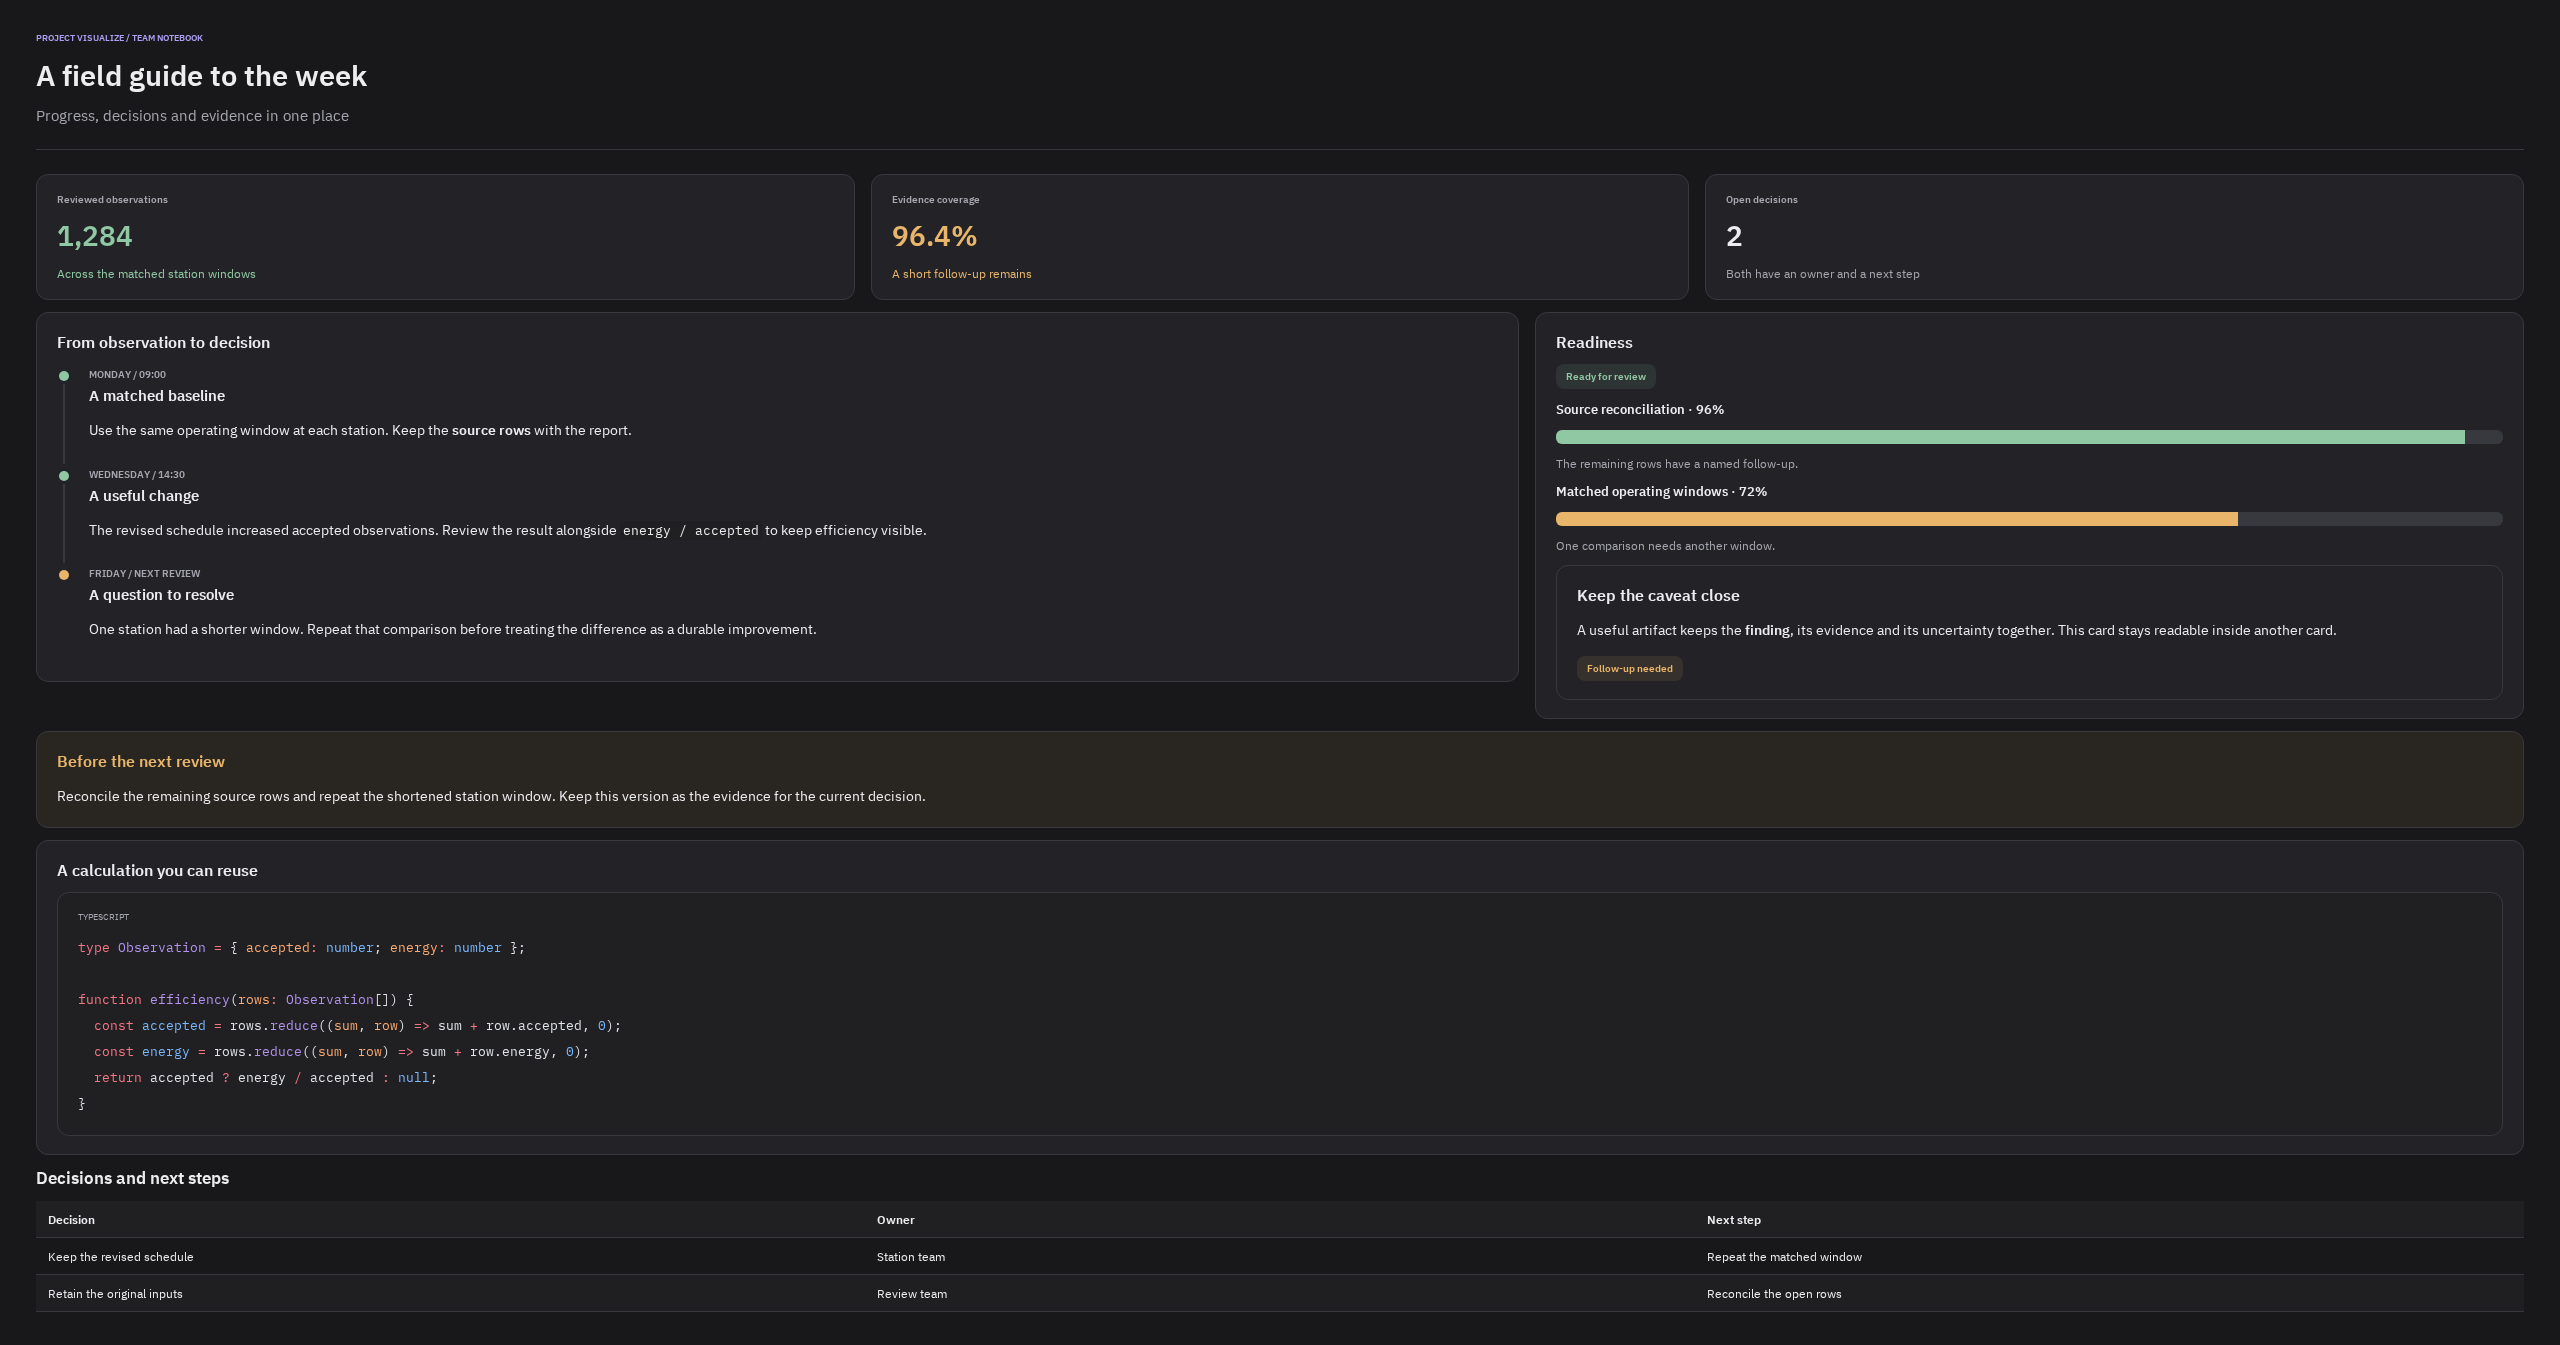 PROJECT VISUALIZE / TEAM NOTEBOOK
A field guide to the week
Progress, decisions and evidence in one place
Reviewed observations
1,284
Across the matched station windows
Evidence coverage
96.4%
A short follow-up remains
Open decisions
2
Both have an owner and a next step
From observation to decision
MONDAY / 09:00
A matched baseline
Use the same operating window at each station. Keep the source rows with the report.
WEDNESDAY / 14:30
A useful change
The revised schedule increased accepted observations. Review the result alongside energy / accepted to keep efficiency visible.
FRIDAY / NEXT REVIEW
A question to resolve
One station had a shorter window. Repeat that comparison before treating the difference as a durable improvement.
Readiness
Ready for review
Source reconciliation · 96%
The remaining rows have a named follow-up.
Matched operating windows · 72%
One comparison needs another window.
Keep the caveat close
A useful artifact keeps the finding, its evidence and its uncertainty together. This card stays readable inside another card.
Follow-up needed
Before the next review
Reconcile the remaining source rows and repeat the shortened station window. Keep this version as the evidence for the current decision.
A calculation you can reuse
TYPESCRIPT
type Observation = { accepted: number; energy: number };
function efficiency(rows: Observation[]) {
  const accepted = rows.reduce((sum, row) => sum + row.accepted, 0);
  const energy = rows.reduce((sum, row) => sum + row.energy, 0);
  return accepted ? energy / accepted : null;
}
Decisions and next steps
Decision Owner Next step
Keep the revised schedule Station team Repeat the matched window
Retain the original inputs Review team Reconcile the open rows